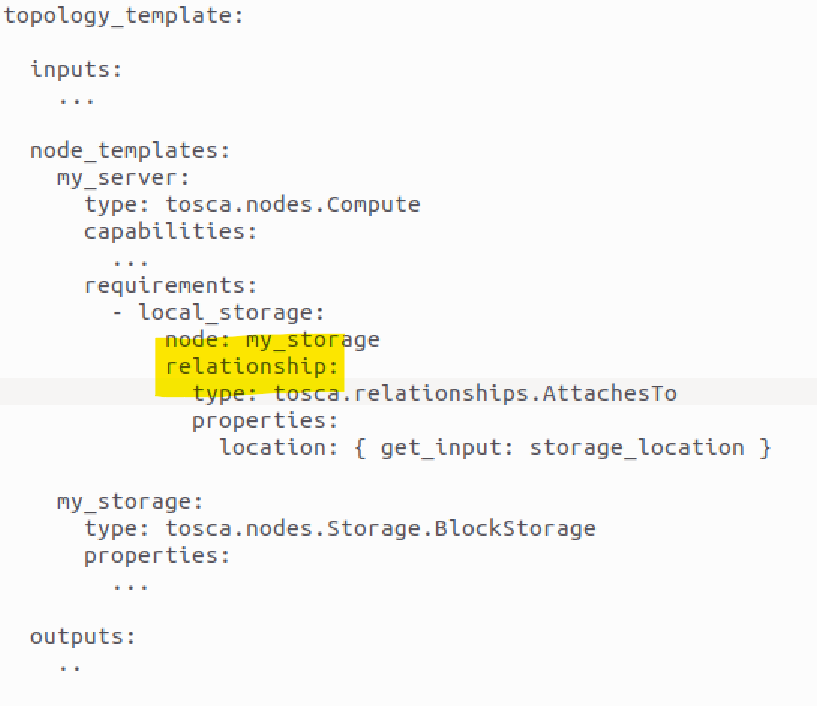 topology_template:
inputs:
...
node_templates:
my_server:
type: tosca.nodes.Compute
capabilities:
...
requirements:
- local_storage:
node: my_storage
relationship:
type: tosca.relationships.AttachesTo
properties:
location: { get_input: storage_location }
my_storage:
type: tosca.nodes.Storage.BlockStorage
properties:
...
outputs:
..